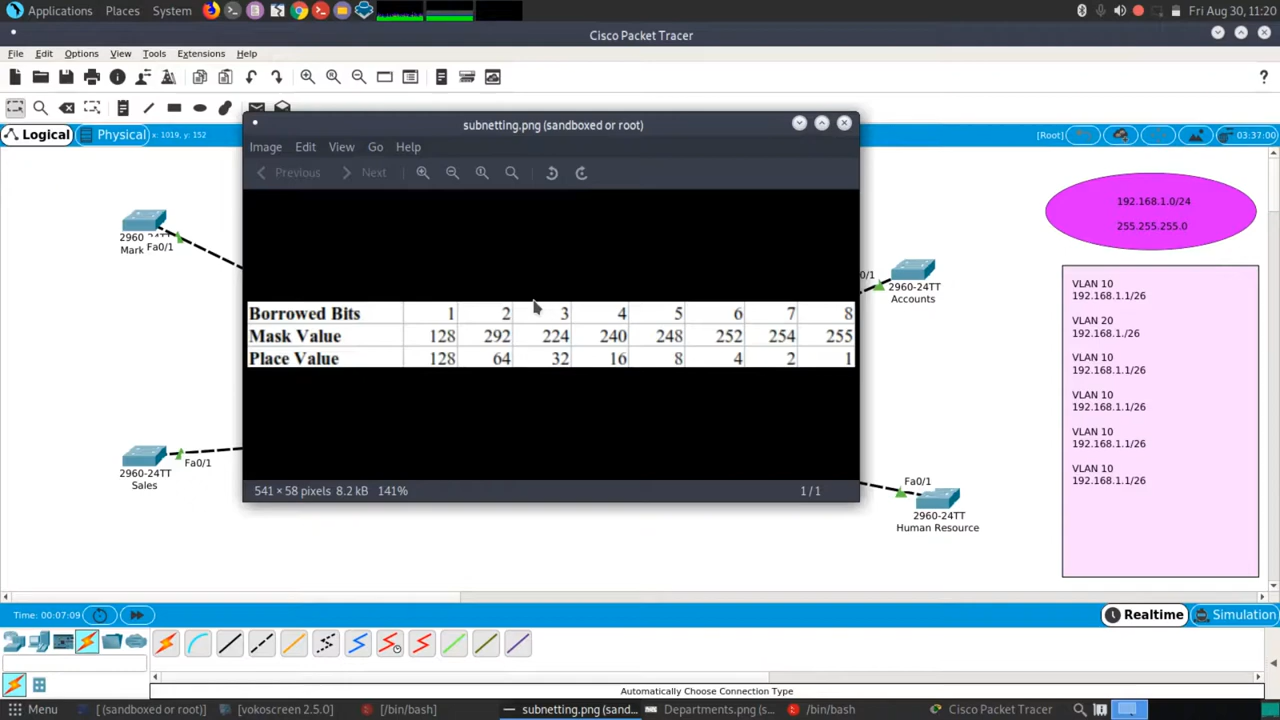 Applications Places System Fri Aug 30, 11:20
Cisco Packet Tracer
File Edit Options View Tools Extensions Help
?
Logical Physical x: 1019, y: 152 [Root] 03:37:00
subnetting.png (sandboxed or root)
Image Edit View Go Help
Previous Next
Borrowed Bits 1 2 3 4 5 6 7 8
Mask Value 128 292 224 240 248 252 254 255
Place Value 128 64 32 16 8 4 2 1
541 × 58 pixels 8.2 kB 141% 1 / 1
2960-24TT
Mark Fa0/1
2960-24TT
Sales
Fa0/1
0/1
2960-24TT
Accounts
Fa0/1
2960-24TT
Human Resource
192.168.1.0/24
255.255.255.0
VLAN 10
192.168.1.1/26
VLAN 20
192.168.1./26
VLAN 10
192.168.1.1/26
VLAN 10
192.168.1.1/26
VLAN 10
192.168.1.1/26
VLAN 10
192.168.1.1/26
Time: 00:07:09 Realtime Simulation
Automatically Choose Connection Type
Menu [ (sandboxed or root)] [vokoscreen 2.5.0] [/bin/bash] subnetting.png (sand... Departments.png (s... /bin/bash Cisco Packet Tracer